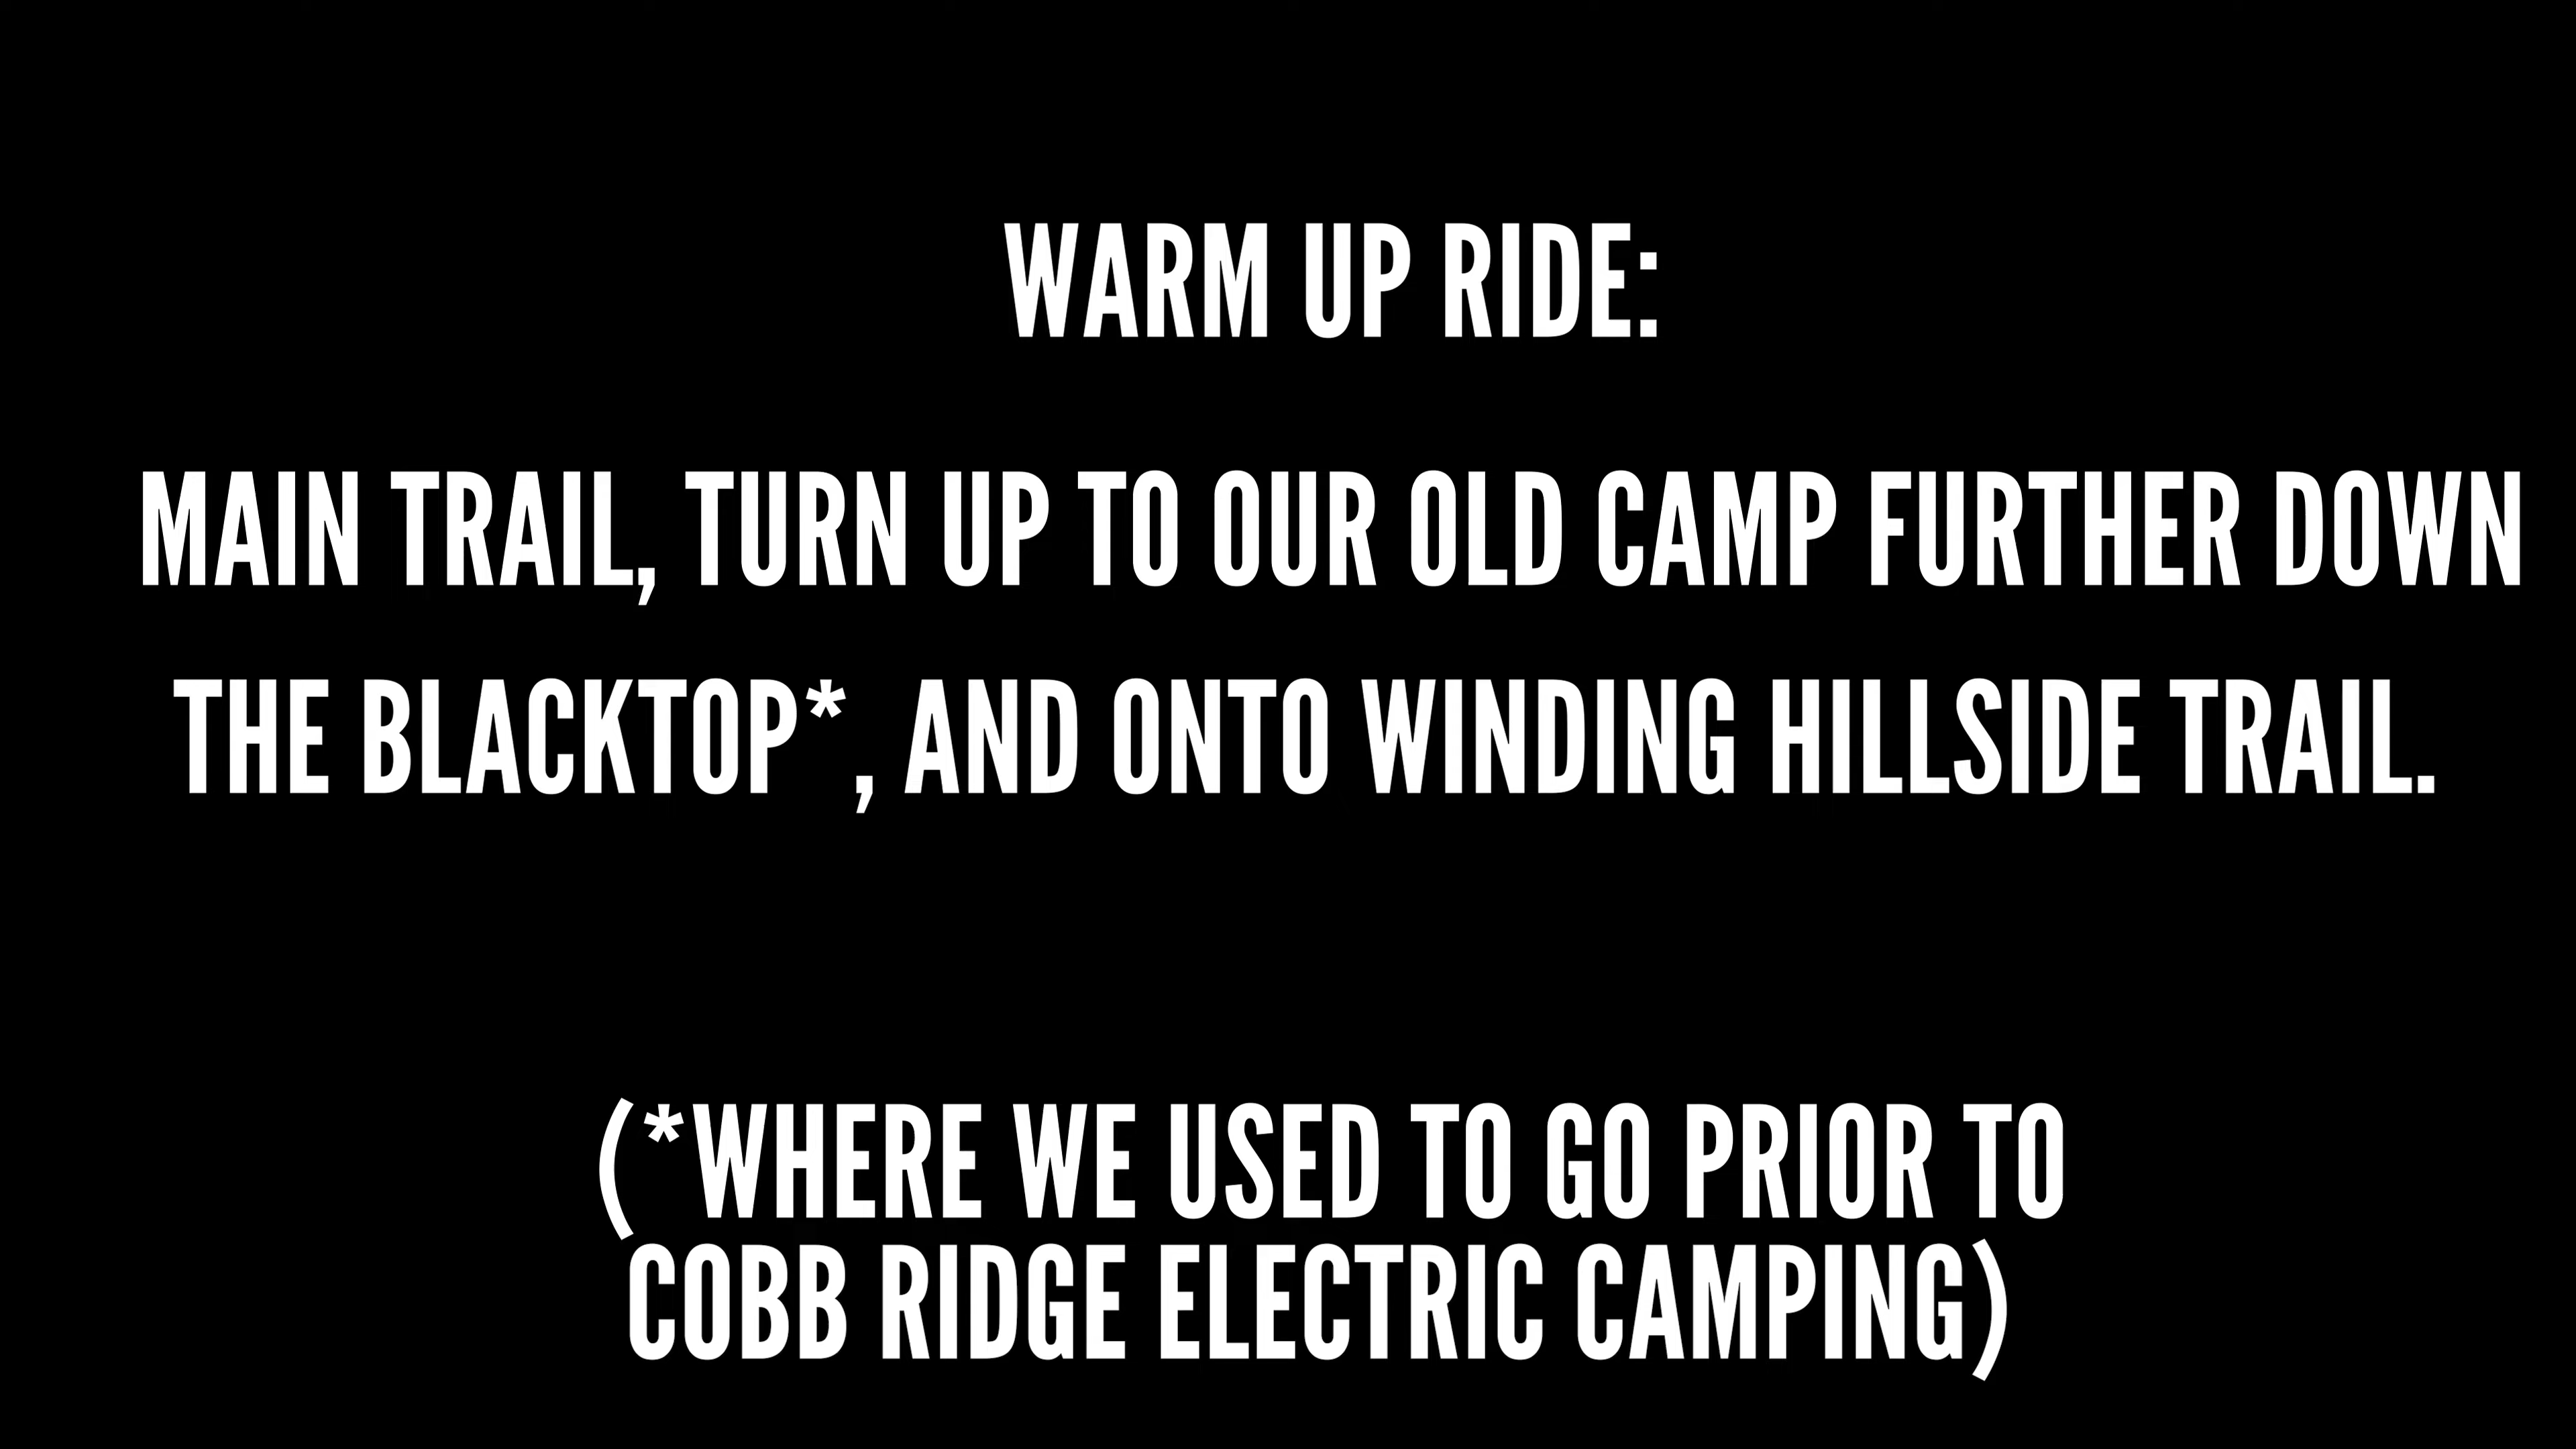 WARM UP RIDE:
MAIN TRAIL, TURN UP TO OUR OLD CAMP FURTHER DOWN
THE BLACKTOP*, AND ONTO WINDING HILLSIDE TRAIL.
(*WHERE WE USED TO GO PRIOR TO
COBB RIDGE ELECTRIC CAMPING)